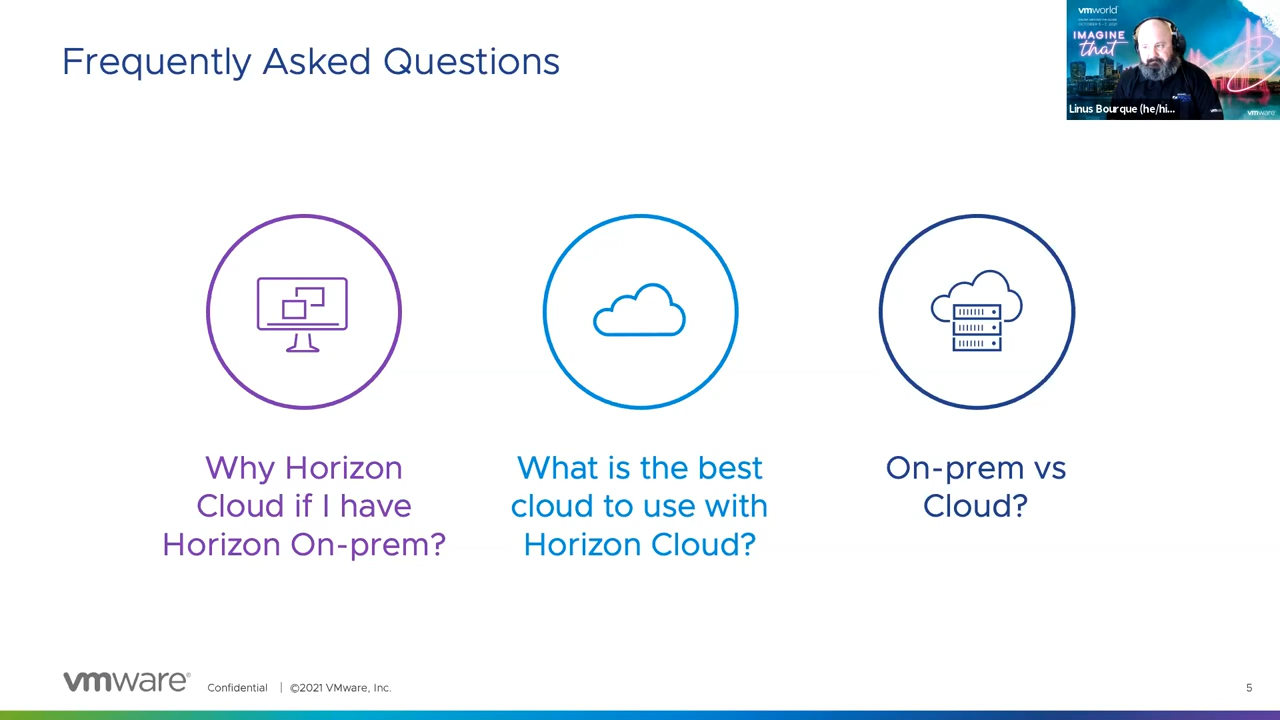 Frequently Asked Questions
vmworld
IMAGINE
that
Linus Bourque (he/hi...
vmware
Why Horizon
Cloud if I have
Horizon On-prem?
What is the best
cloud to use with
Horizon Cloud?
On-prem vs
Cloud?
vmware® Confidential | ©2021 VMware, Inc. 5